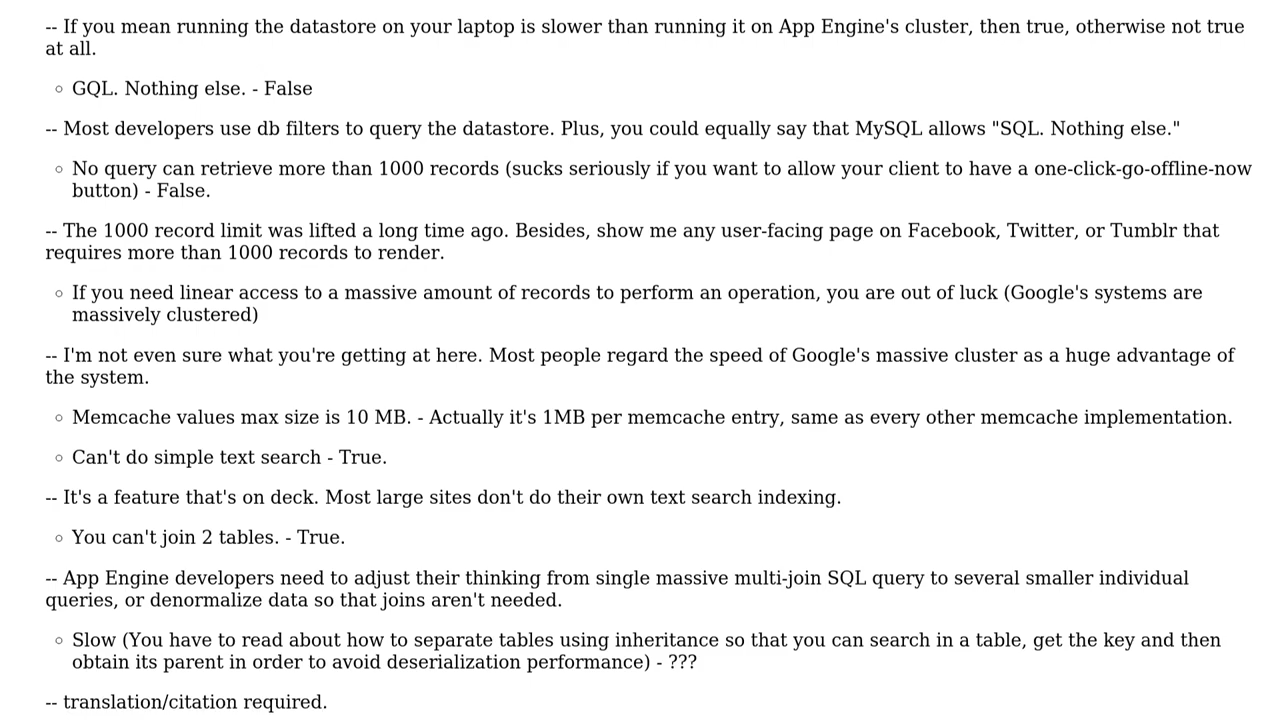 -- If you mean running the datastore on your laptop is slower than running it on App Engine's cluster, then true, otherwise not true
at all.
◦ GQL. Nothing else. - False
-- Most developers use db filters to query the datastore. Plus, you could equally say that MySQL allows "SQL. Nothing else."
◦ No query can retrieve more than 1000 records (sucks seriously if you want to allow your client to have a one-click-go-offline-now
button) - False.
-- The 1000 record limit was lifted a long time ago. Besides, show me any user-facing page on Facebook, Twitter, or Tumblr that
requires more than 1000 records to render.
◦ If you need linear access to a massive amount of records to perform an operation, you are out of luck (Google's systems are
massively clustered)
-- I'm not even sure what you're getting at here. Most people regard the speed of Google's massive cluster as a huge advantage of
the system.
◦ Memcache values max size is 10 MB. - Actually it's 1MB per memcache entry, same as every other memcache implementation.
◦ Can't do simple text search - True.
-- It's a feature that's on deck. Most large sites don't do their own text search indexing.
◦ You can't join 2 tables. - True.
-- App Engine developers need to adjust their thinking from single massive multi-join SQL query to several smaller individual
queries, or denormalize data so that joins aren't needed.
◦ Slow (You have to read about how to separate tables using inheritance so that you can search in a table, get the key and then
obtain its parent in order to avoid deserialization performance) - ???
-- translation/citation required.